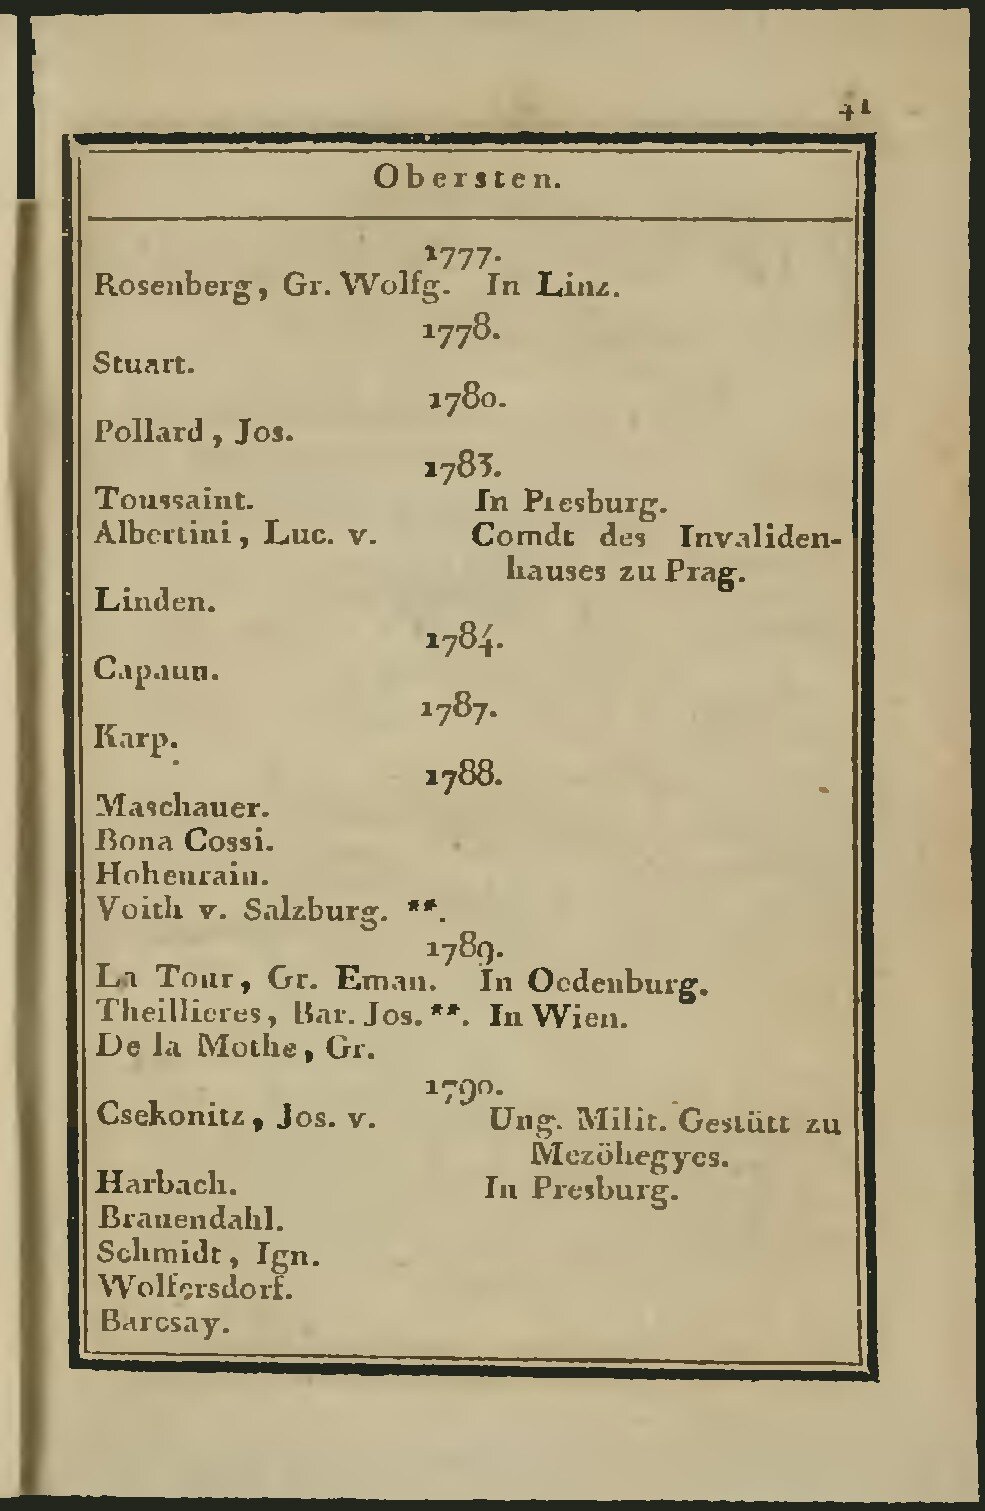 41
Obersten.
1777.
Rosenberg, Gr. Wolfg. In Linz.
1778.
Stuart.
1780.
Pollard, Jos.
1783.
Toussaint. In Presburg.
Albertini, Luc. v. Comdt des Invaliden-
hauses zu Prag.
Linden.
1784.
Capaun.
1787.
Karp.
1788.
Maschauer.
Bona Cossi.
Hohenrain.
Voith v. Salzburg. **.
1789.
La Tour, Gr. Eman. In Oedenburg.
Theillieres, Bar. Jos. **. In Wien.
De la Mothe, Gr.
1790.
Csekonitz, Jos. v. Ung. Milit. Gestütt zu
Mezöhegyes.
Harbach. In Presburg.
Brauendahl.
Schmidt, Ign.
Wolfersdorf.
Barcsay.